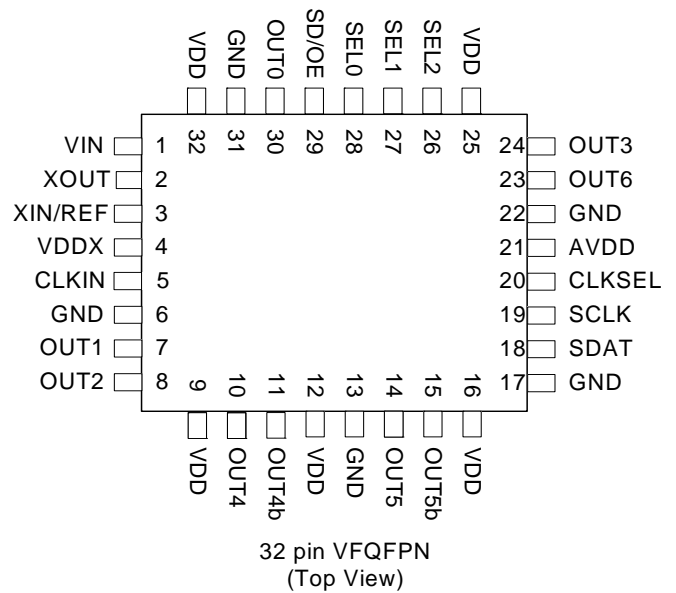 VDD
GND
OUT0
SD/OE
SEL0
SEL1
SEL2
VDD
32
31
30
29
28
27
26
25
VIN 1
XOUT 2
XIN/REF 3
VDDX 4
CLKIN 5
GND 6
OUT1 7
OUT2 8
24 OUT3
23 OUT6
22 GND
21 AVDD
20 CLKSEL
19 SCLK
18 SDAT
17 GND
9
10
11
12
13
14
15
16
VDD
OUT4
OUT4b
VDD
GND
OUT5
OUT5b
VDD
32 pin VFQFPN
(Top View)